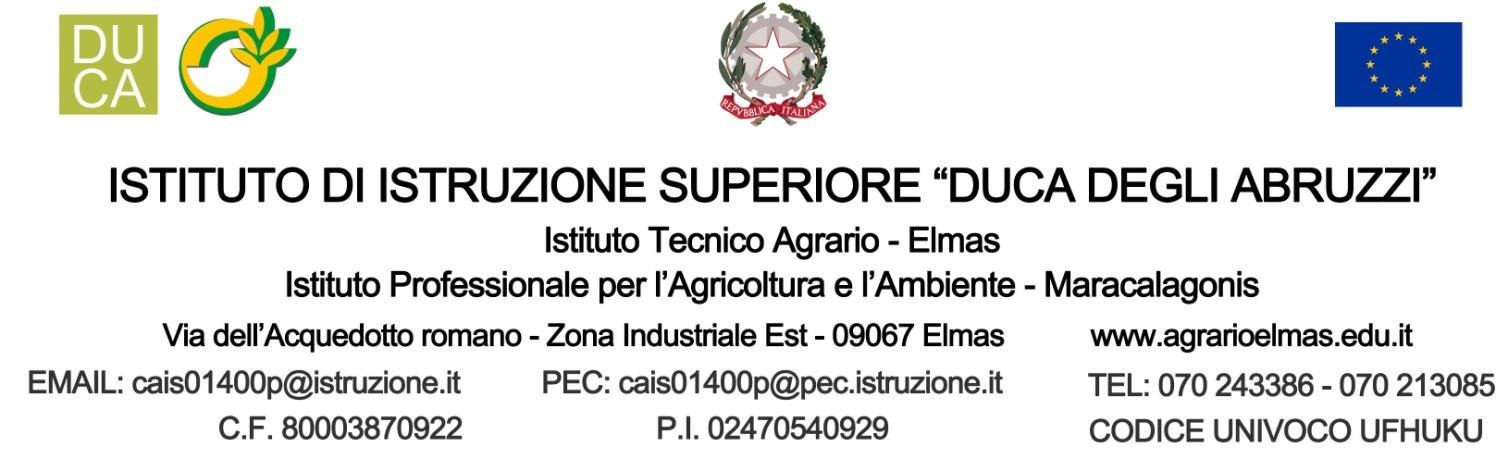 DU
CA
REPVBBLICA ITALIANA
ISTITUTO DI ISTRUZIONE SUPERIORE “DUCA DEGLI ABRUZZI”
Istituto Tecnico Agrario - Elmas
Istituto Professionale per l’Agricoltura e l’Ambiente - Maracalagonis
Via dell’Acquedotto romano - Zona Industriale Est - 09067 Elmas www.agrarioelmas.edu.it
EMAIL: cais01400p@istruzione.it PEC: cais01400p@pec.istruzione.it TEL: 070 243386 - 070 213085
C.F. 80003870922 P.I. 02470540929 CODICE UNIVOCO UFHUKU